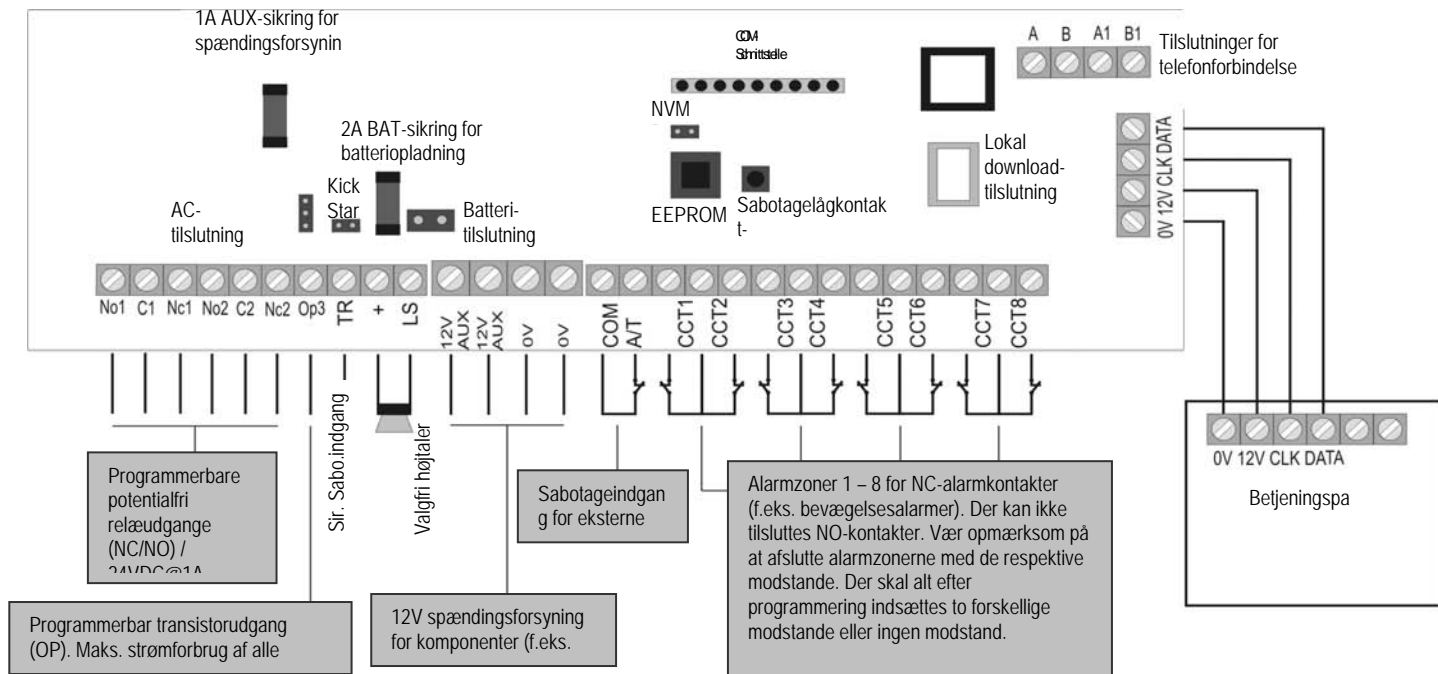 1A AUX-sikring for
spændingsforsynin
2A BAT-sikring for
batteriopladning
Kick
Star
AC-
tilslutning
Batteri-
tilslutning
COM-
Schnittstelle
NVM
EEPROM
Sabotagelågkontak
t-
Lokal
download-
tilslutning
A B A1 B1
Tilslutninger for
telefonforbindelse
0V 12V CLK DATA
No1 C1 Nc1 No2 C2 Nc2 Op3 TR + LS
12V
AUX
12V
AUX
0V
0V
COM
A/T
CCT1
CCT2
CCT3
CCT4
CCT5
CCT6
CCT7
CCT8
Sir. Sabo.indgang
Valgfri højtaler
Programmerbare
potentialfri
relæudgange
(NC/NO) /
24VDC@1A
Programmerbar transistorudgang
(OP). Maks. strømforbrug af alle
12V spændingsforsyning
for komponenter (f.eks.
Sabotageindgan
g for eksterne
Alarmzoner 1 – 8 for NC-alarmkontakter
(f.eks. bevægelsesalarmer). Der kan ikke
tilsluttes NO-kontakter. Vær opmærksom på
at afslutte alarmzonerne med de respektive
modstande. Der skal alt efter
programmering indsættes to forskellige
modstande eller ingen modstand.
0V 12V CLK DATA
Betjeningspa